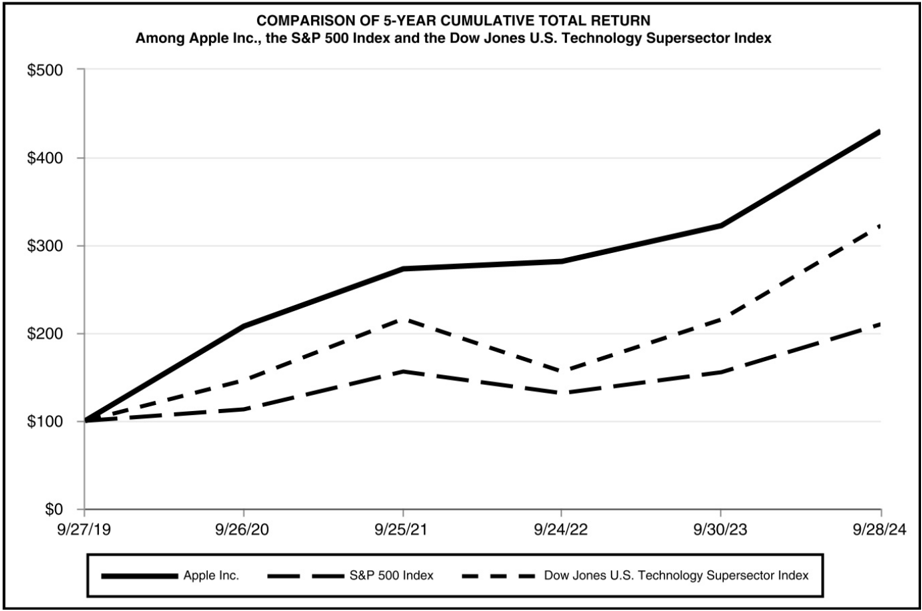 COMPARISON OF 5-YEAR CUMULATIVE TOTAL RETURN
Among Apple Inc., the S&P 500 Index and the Dow Jones U.S. Technology Supersector Index
$500
$400
$300
$200
$100
$0
9/27/19 9/26/20 9/25/21 9/24/22 9/30/23 9/28/24
Apple Inc. S&P 500 Index Dow Jones U.S. Technology Supersector Index